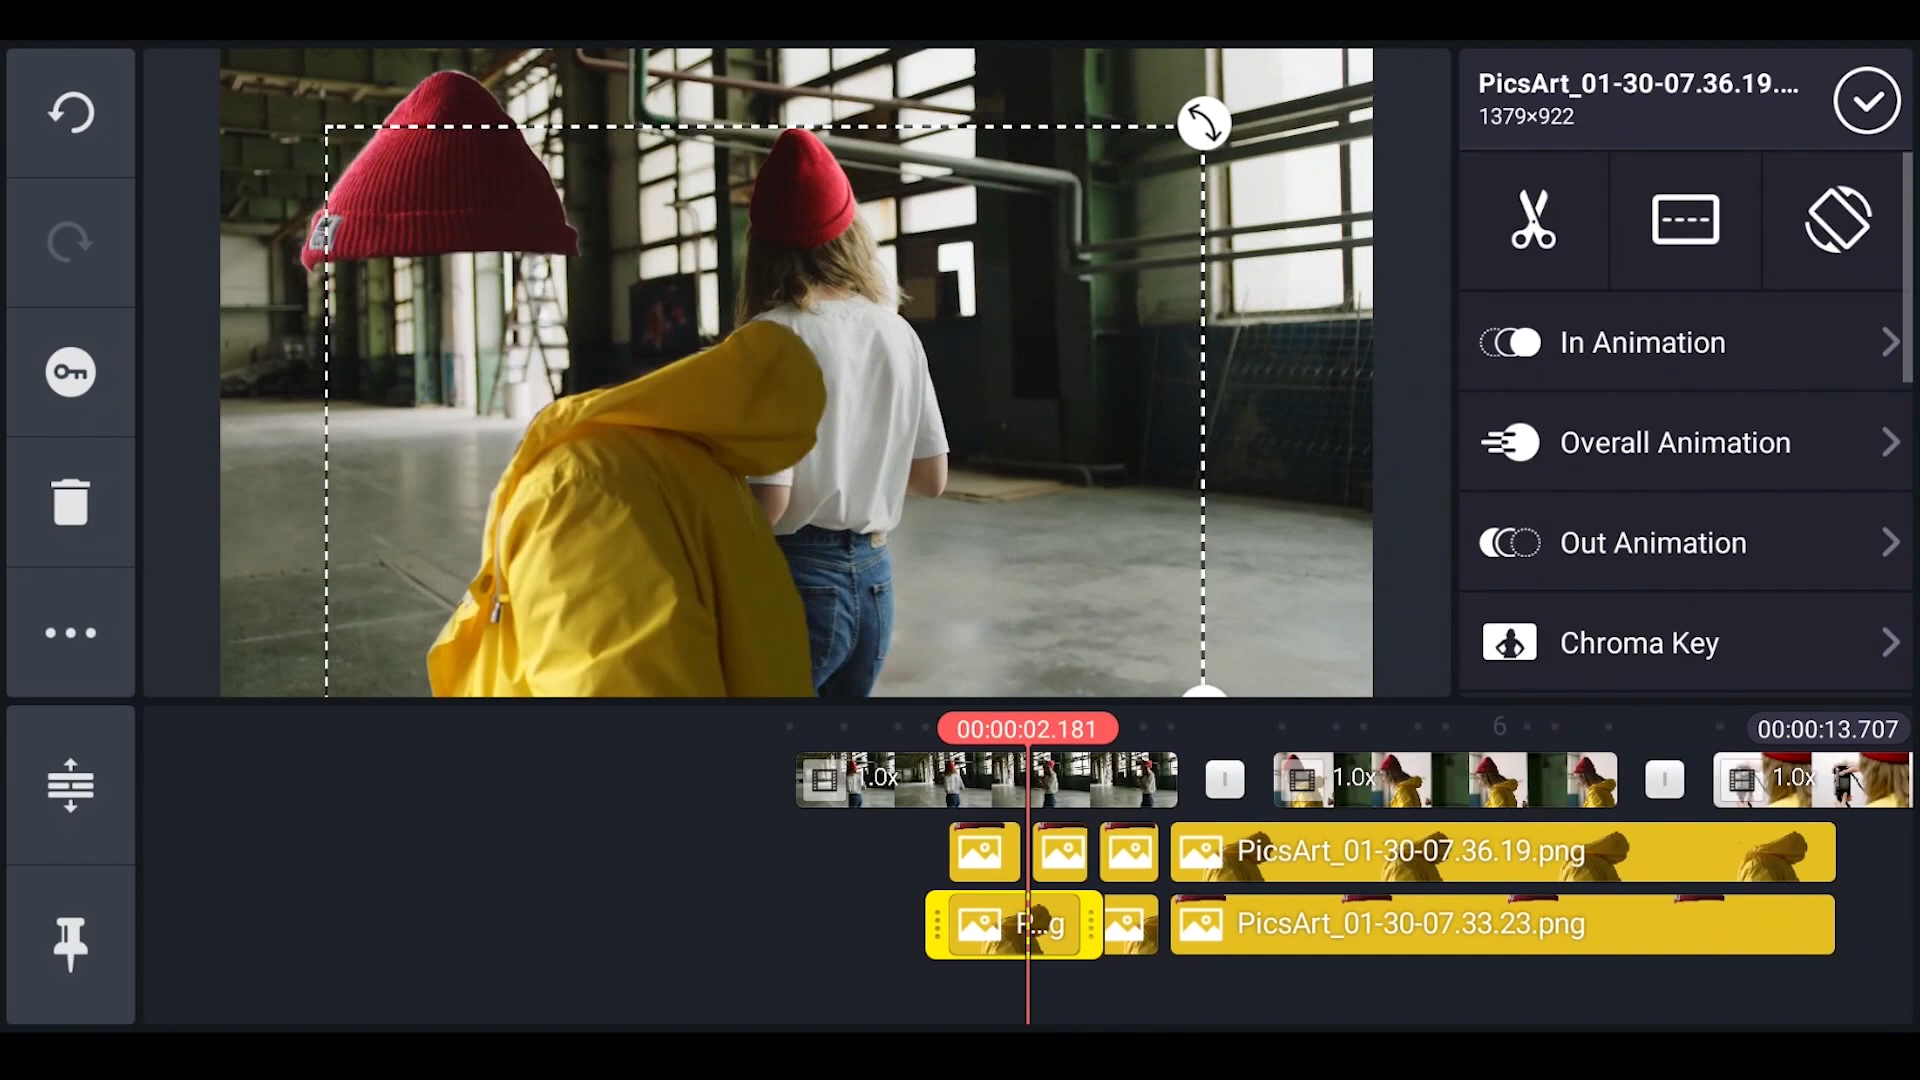 PicsArt_01-30-07.36.19....
1379×922
In Animation
Overall Animation
Out Animation
Chroma Key
00:00:02.181
6
00:00:13.707
1.0x
1.0x
1.0x
PicsArt_01-30-07.36.19.png
P...g
PicsArt_01-30-07.33.23.png